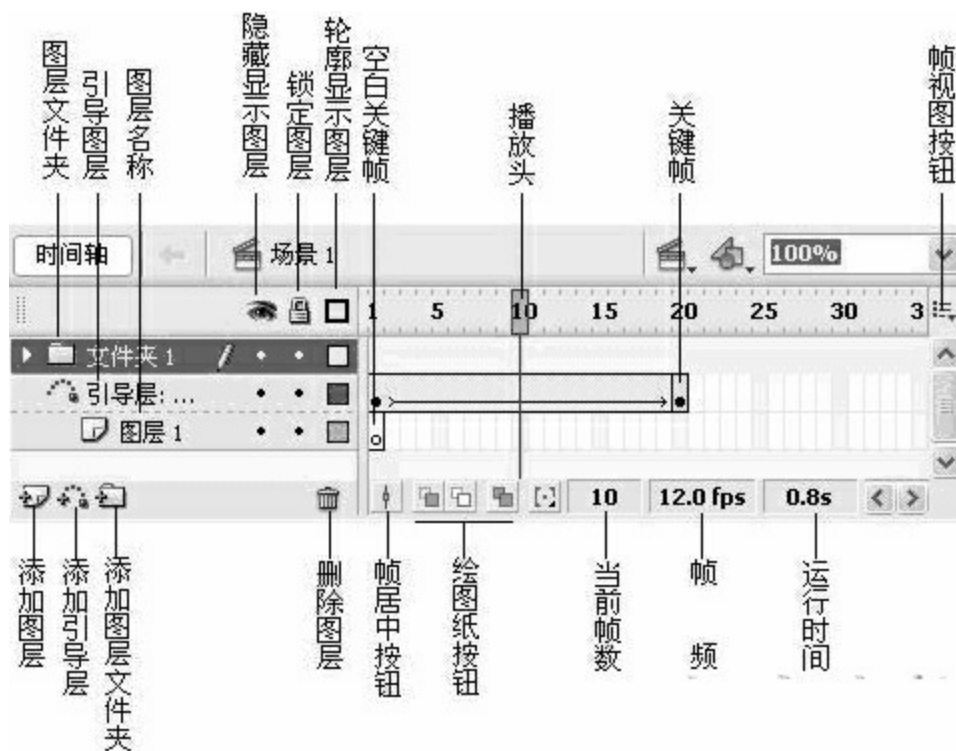 图层文件夹
引导图层
图层名称
隐藏显示图层
锁定图层
轮廓显示图层
空白关键帧
播放头
关键帧
帧视图按钮
时间轴
场景 1
100%
1 5 10 15 20 25 30 3
文件夹 1
引导层: ...
图层 1
10
12.0 fps
0.8s
添加图层
添加引导层
添加图层文件夹
删除图层
帧居中按钮
绘图纸按钮
当前帧数
帧频
运行时间